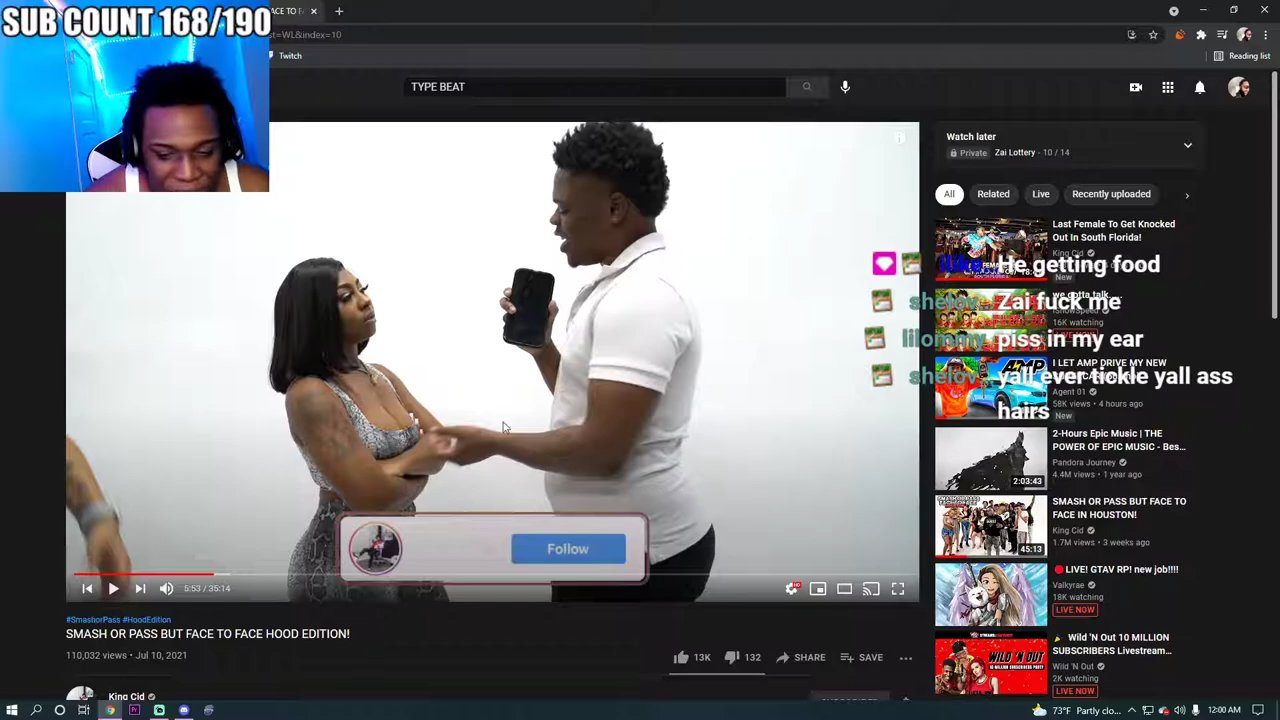 SUB COUNT 168/190
Twitch
Reading list
TYPE BEAT
Watch later
Private
Zai Lottery - 10 / 14
All
Related
Live
Recently uploaded
Last Female To Get Knocked
Out In South Florida!
King Cid
New
He getting food
shelov
Zai fuck me
we gotta talk...
16K watching
lilommy
piss in my ear
I LET AMP DRIVE MY NEW
Agent 01
58K views • 4 hours ago
New
shelov
yall ever tickle yall ass
hairs
2-Hours Epic Music | THE
POWER OF EPIC MUSIC - Bes...
Pandora Journey
4.4M views • 1 year ago
2:03:43
SMASH OR PASS BUT FACE TO
FACE IN HOUSTON!
King Cid
1.7M views • 3 weeks ago
45:13
LIVE! GTAV RP! new job!!!!
Valkyrae
18K watching
LIVE NOW
Wild 'N Out 10 MILLION
SUBSCRIBERS Livestream...
Wild 'N Out
2K watching
LIVE NOW
Follow
5:53 / 35:14
#SmashorPass #HoodEdition
SMASH OR PASS BUT FACE TO FACE HOOD EDITION!
110,032 views • Jul 10, 2021
13K
132
SHARE
SAVE
King Cid
73°F Partly clo...
12:00 AM